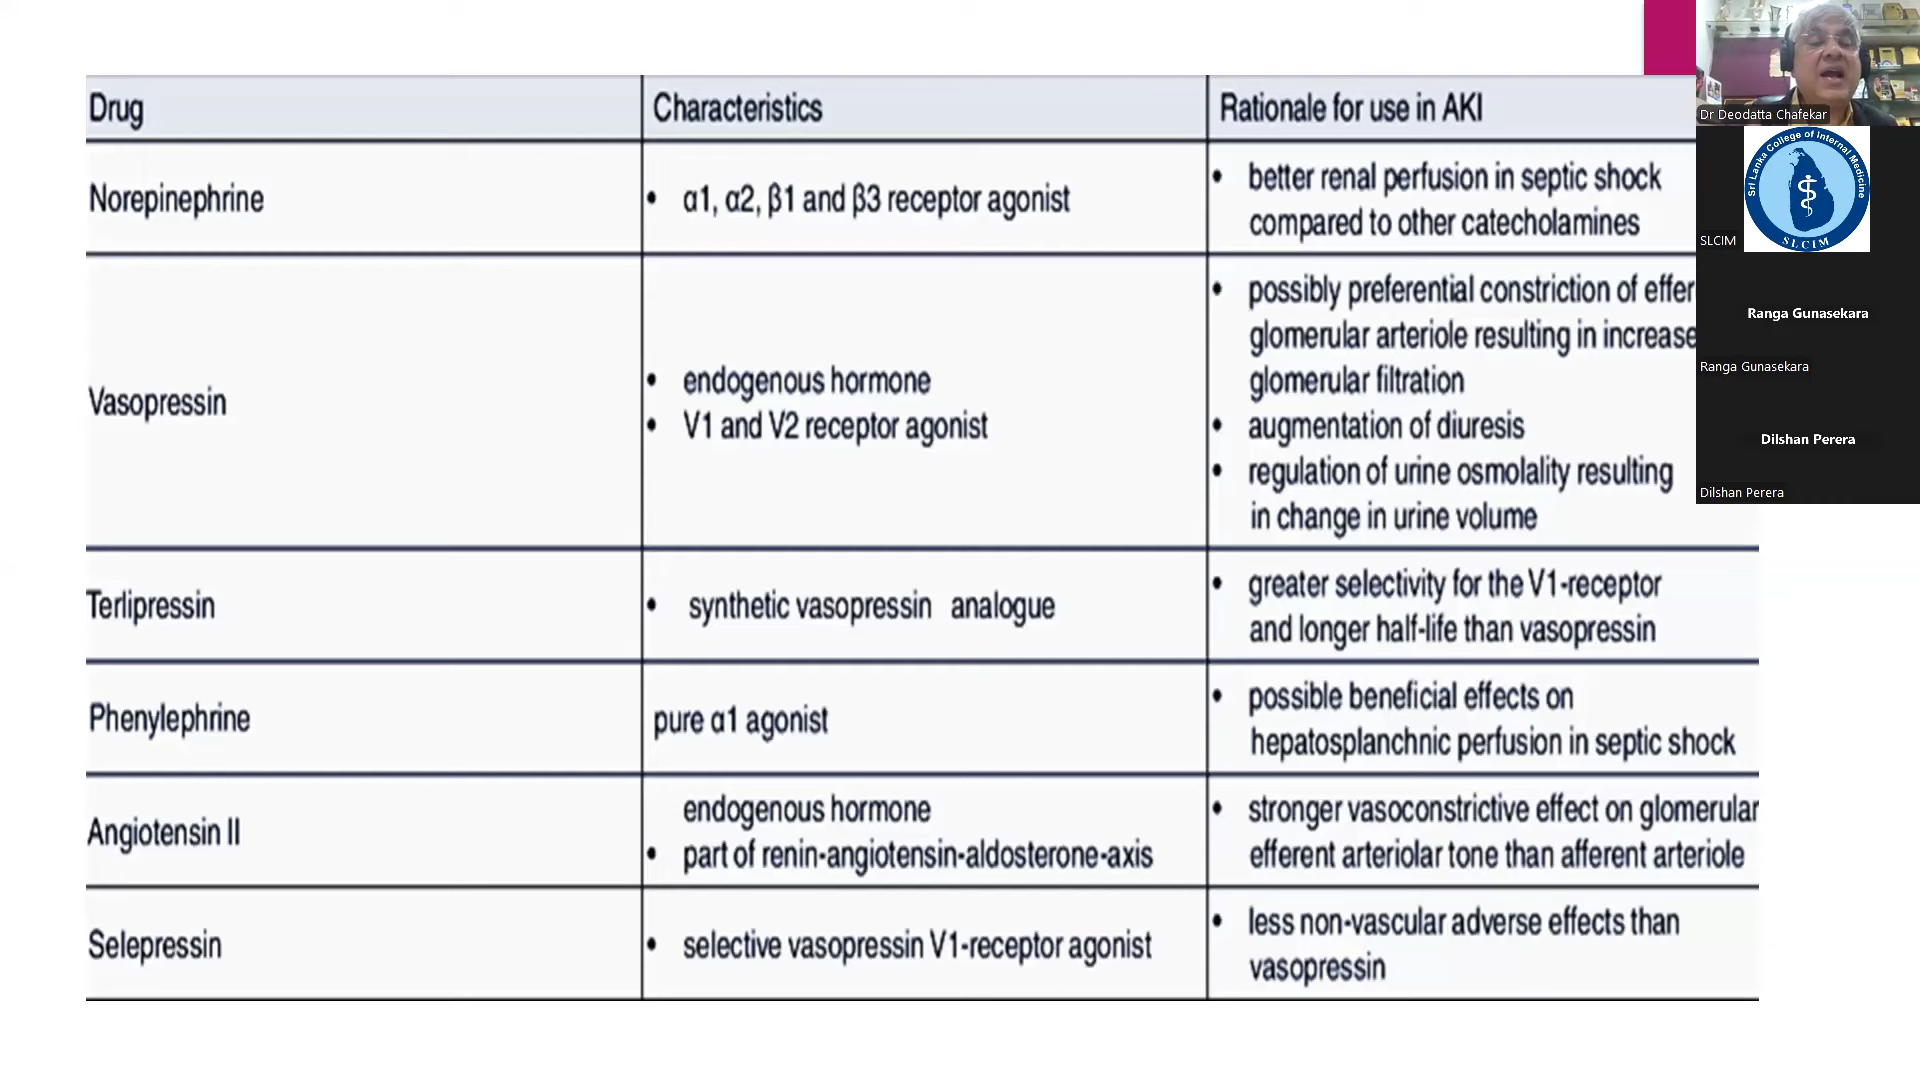 Drug
Characteristics
Rationale for use in AKI
Norepinephrine
• α1, α2, β1 and β3 receptor agonist
• better renal perfusion in septic shock
compared to other catecholamines
Vasopressin
• endogenous hormone
• V1 and V2 receptor agonist
• possibly preferential constriction of effer
glomerular arteriole resulting in increase
glomerular filtration
• augmentation of diuresis
• regulation of urine osmolality resulting
in change in urine volume
Terlipressin
• synthetic vasopressin analogue
• greater selectivity for the V1-receptor
and longer half-life than vasopressin
Phenylephrine
pure α1 agonist
• possible beneficial effects on
hepatosplanchnic perfusion in septic shock
Angiotensin II
endogenous hormone
• part of renin-angiotensin-aldosterone-axis
• stronger vasoconstrictive effect on glomerular
efferent arteriolar tone than afferent arteriole
Selepressin
• selective vasopressin V1-receptor agonist
• less non-vascular adverse effects than
vasopressin
Dr Deodatta Chafekar
Sri Lanka College of Internal Medicine
SLCIM
SLCIM
Ranga Gunasekara
Ranga Gunasekara
Dilshan Perera
Dilshan Perera